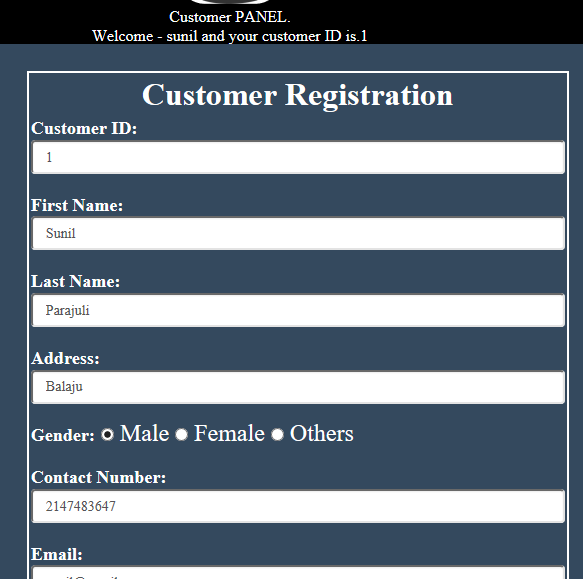 Customer PANEL.
Welcome - sunil and your customer ID is.1
Customer Registration
Customer ID:
1
First Name:
Sunil
Last Name:
Parajuli
Address:
Balaju
Gender: Male Female Others
Contact Number:
2147483647
Email: